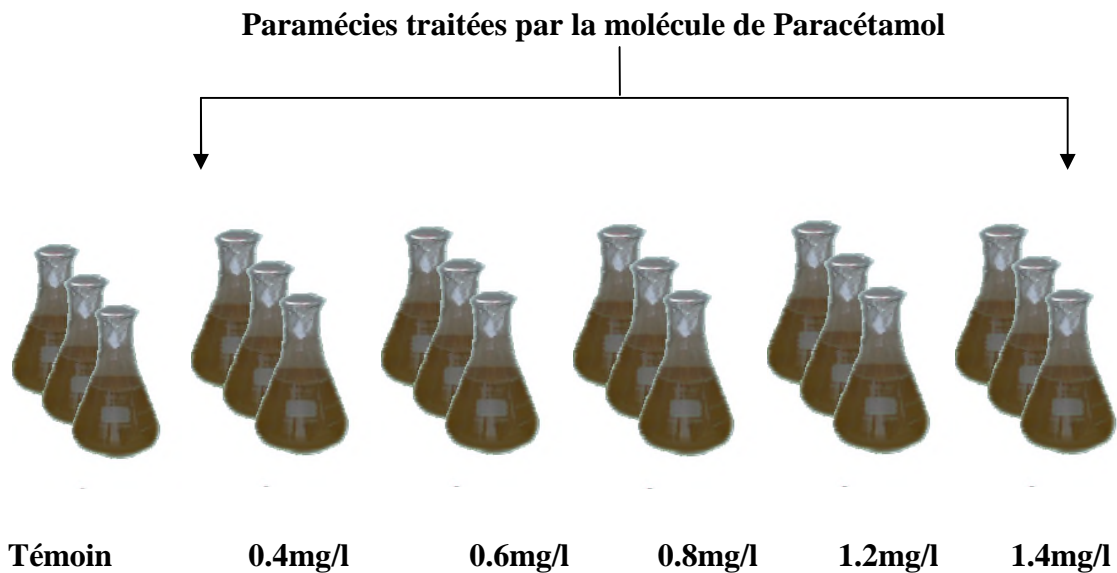 Paramécies traitées par la molécule de Paracétamol
Témoin 0.4mg/l 0.6mg/l 0.8mg/l 1.2mg/l 1.4mg/l